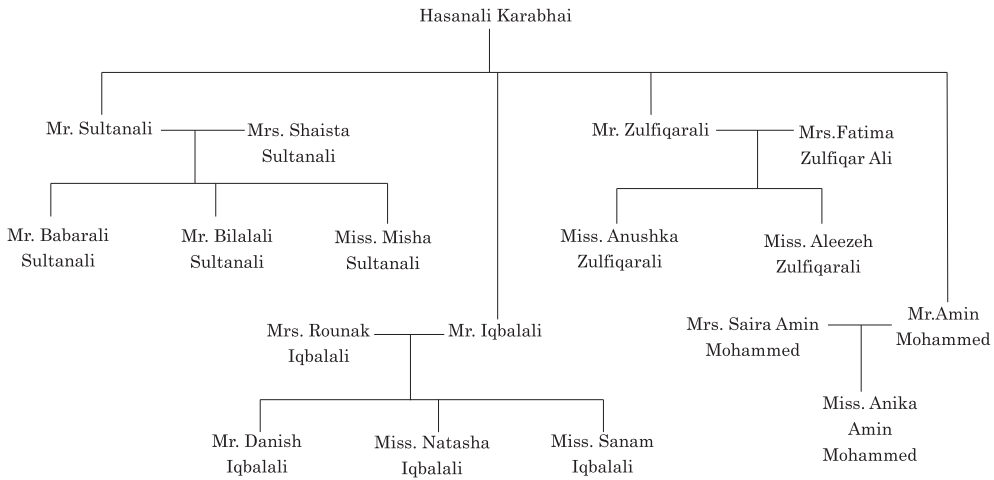 Hasanali Karabhai
Mr. Sultanali
Mrs. Shaista
Sultanali
Mr. Zulfiqarali
Mrs.Fatima
Zulfiqar Ali
Mr. Babarali
Sultanali
Mr. Bilalali
Sultanali
Miss. Misha
Sultanali
Miss. Anushka
Zulfiqarali
Miss. Aleezeh
Zulfiqarali
Mrs. Rounak
Iqbalali
Mr. Iqbalali
Mrs. Saira Amin
Mohammed
Mr.Amin
Mohammed
Mr. Danish
Iqbalali
Miss. Natasha
Iqbalali
Miss. Sanam
Iqbalali
Miss. Anika
Amin
Mohammed